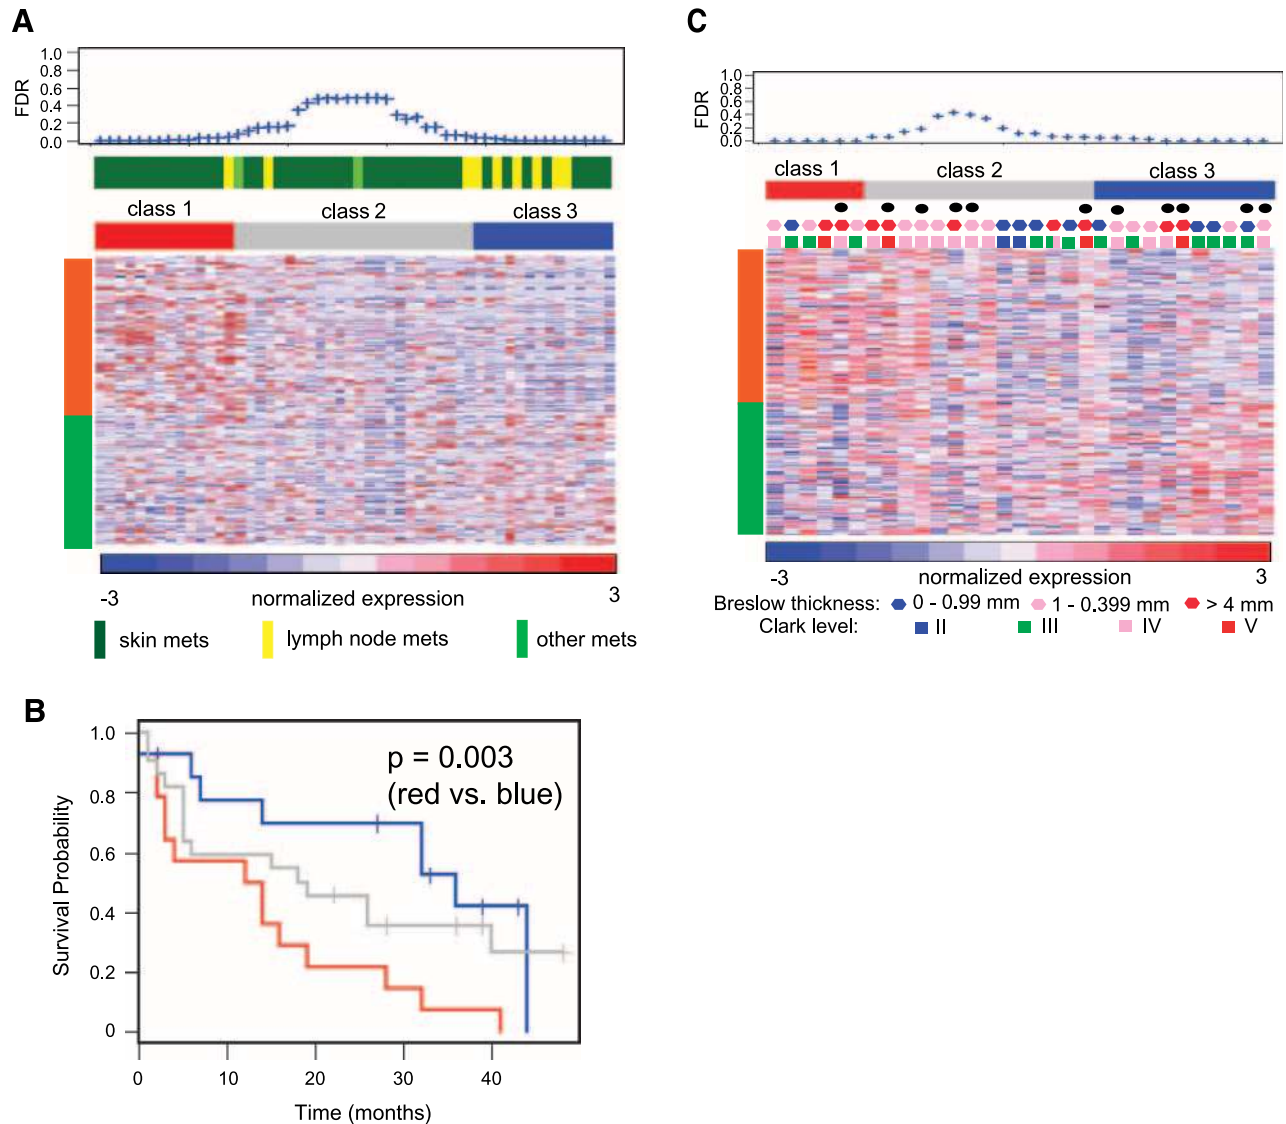 A
FDR
1.0
0.8
0.6
0.4
0.2
0.0
class 1
class 2
class 3
-3
normalized expression
3
skin mets
lymph node mets
other mets
C
FDR
1.0
0.8
0.6
0.4
0.2
0.0
class 1
class 2
class 3
-3
normalized expression
3
Breslow thickness: 0 - 0.99 mm 1 - 0.399 mm > 4 mm
Clark level: II III IV V
B
Survival Probability
1.0
0.8
0.6
0.4
0.2
0
p = 0.003
(red vs. blue)
0 10 20 30 40
Time (months)